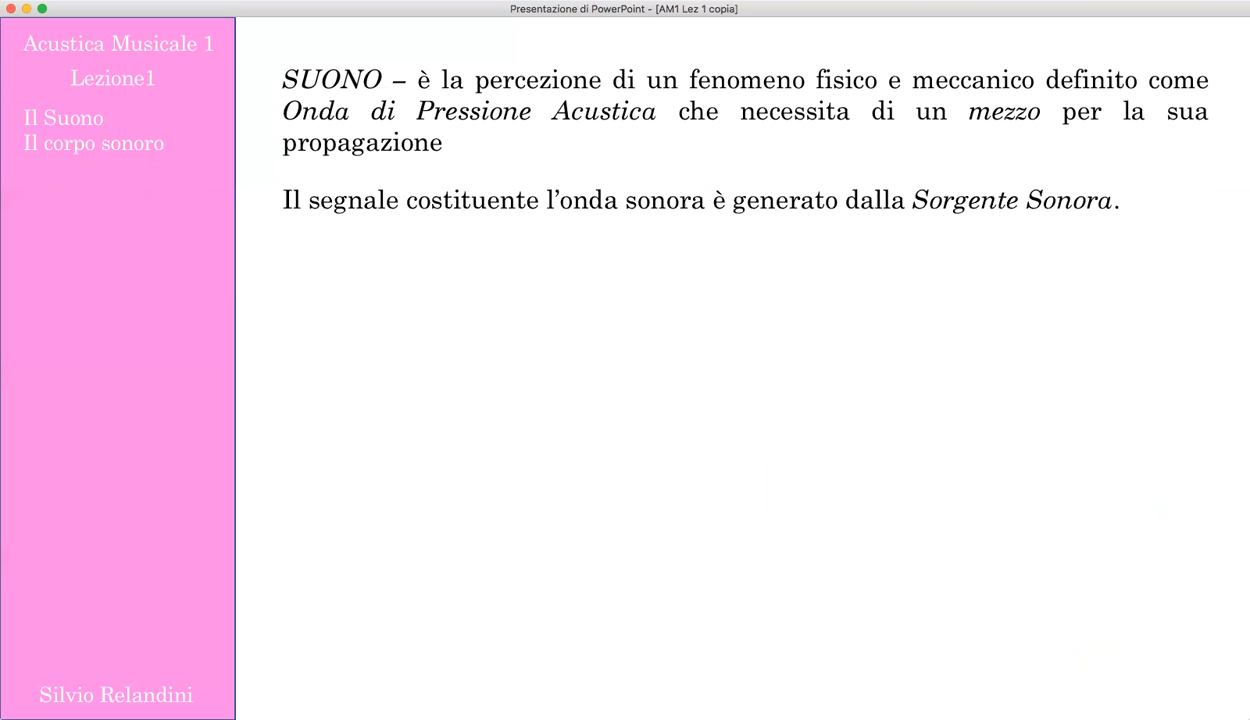 Presentazione di PowerPoint - [AM1 Lez 1 copia]
Acustica Musicale 1
Lezione1
Il Suono
Il corpo sonoro
SUONO – è la percezione di un fenomeno fisico e meccanico definito come
Onda di Pressione Acustica che necessita di un mezzo per la sua
propagazione
Il segnale costituente l’onda sonora è generato dalla Sorgente Sonora.
Silvio Relandini